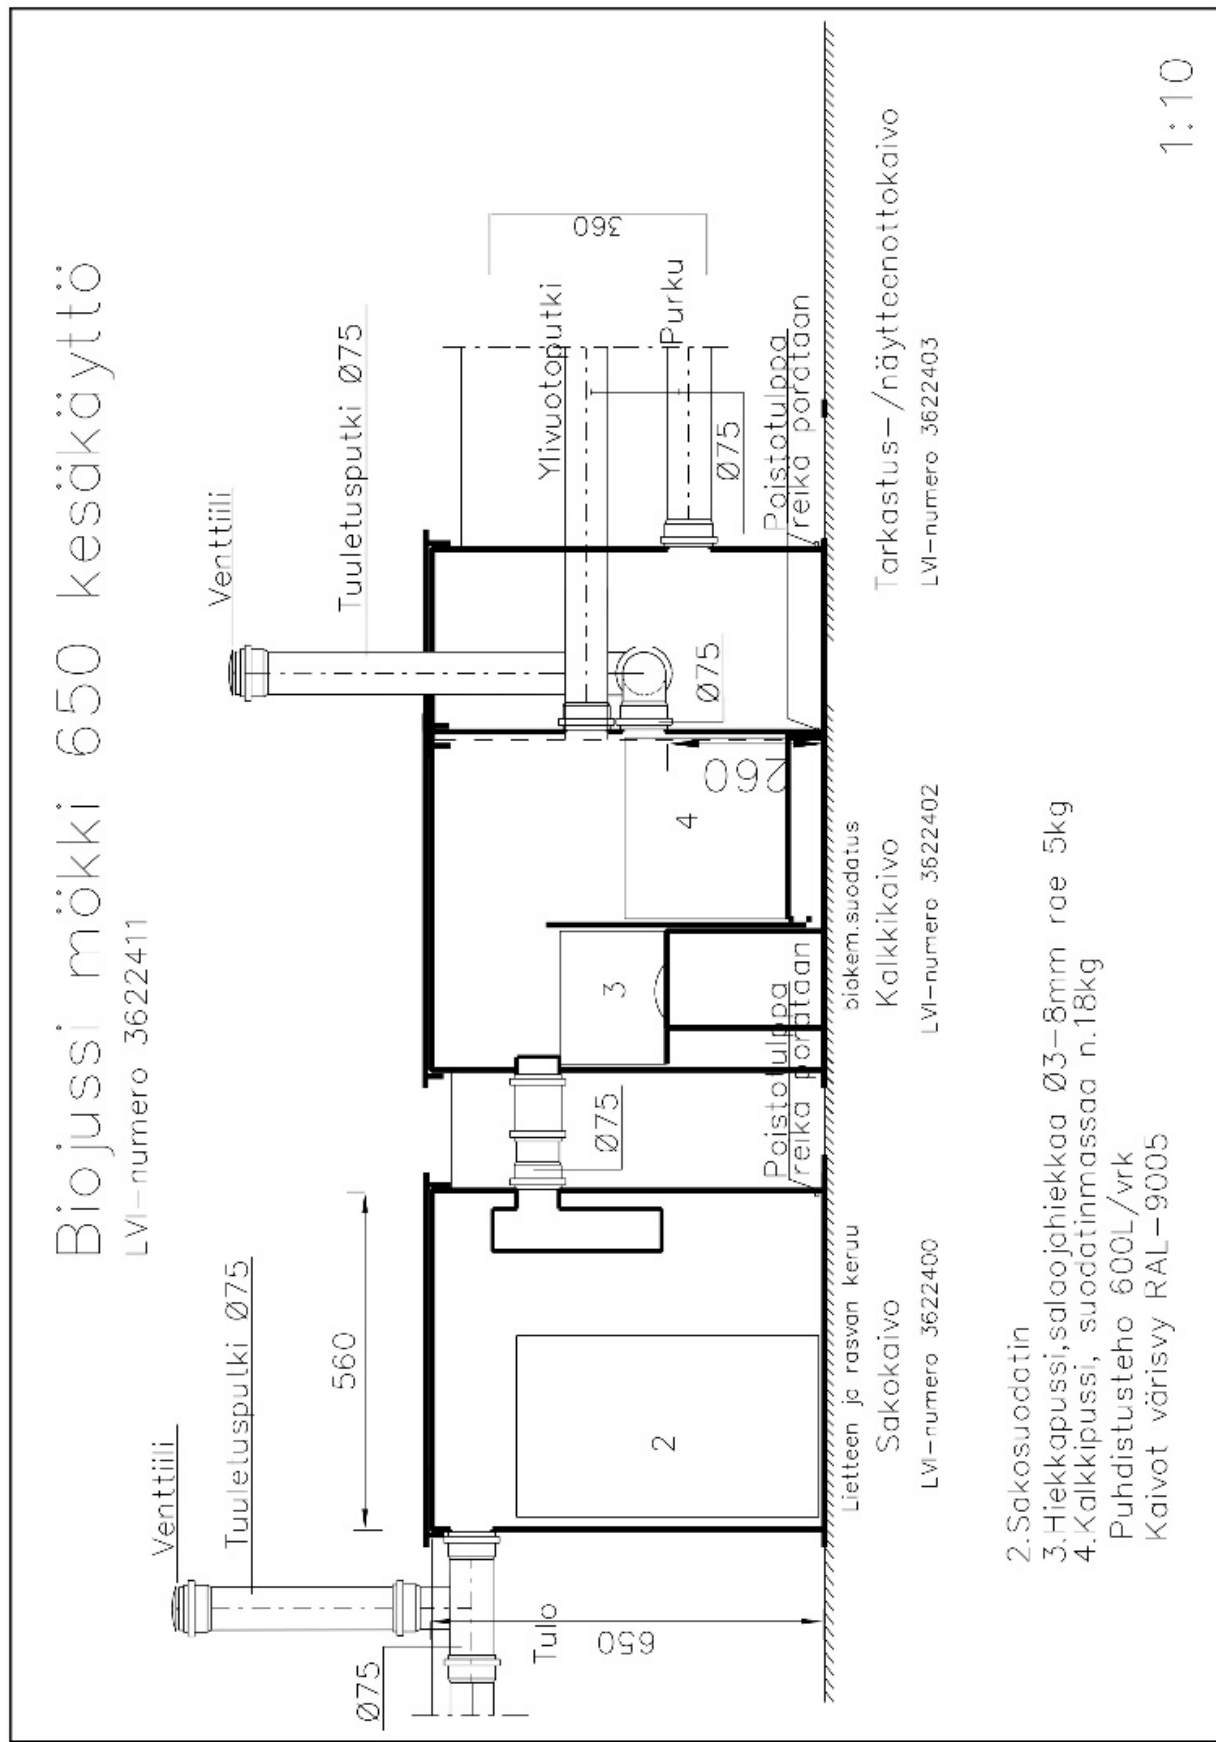 Biojussi mökki 650 kesäkäyttö
LVI-numero 3622411
Venttiili
Tuuletusputki Ø75
Venttiili
Tuuletusputki Ø75
560
Ø75
Tulo
650
2
Ø75
Poistotulppa
reikä porataan
3
4
260
Ø75
Ylivuotoputki
Purku
360
Ø75
Poistotulppa
reikä porataan
Lietteen ja rasvan keruu
Sakokaivo
LVI-numero 3622400
biokem.suodatus
Kalkkikaivo
LVI-numero 3622402
Tarkastus-/näytteenottokaivo
LVI-numero 3622403
2.Sakosuodatin
3.Hiekkapussi,salaojahiekkaa Ø3-8mm rae 5kg
4.Kalkkipussi, suodatinmassaa n.18kg
Puhdistusteho 600L/vrk
Kaivot värisvy RAL-9005
1:10